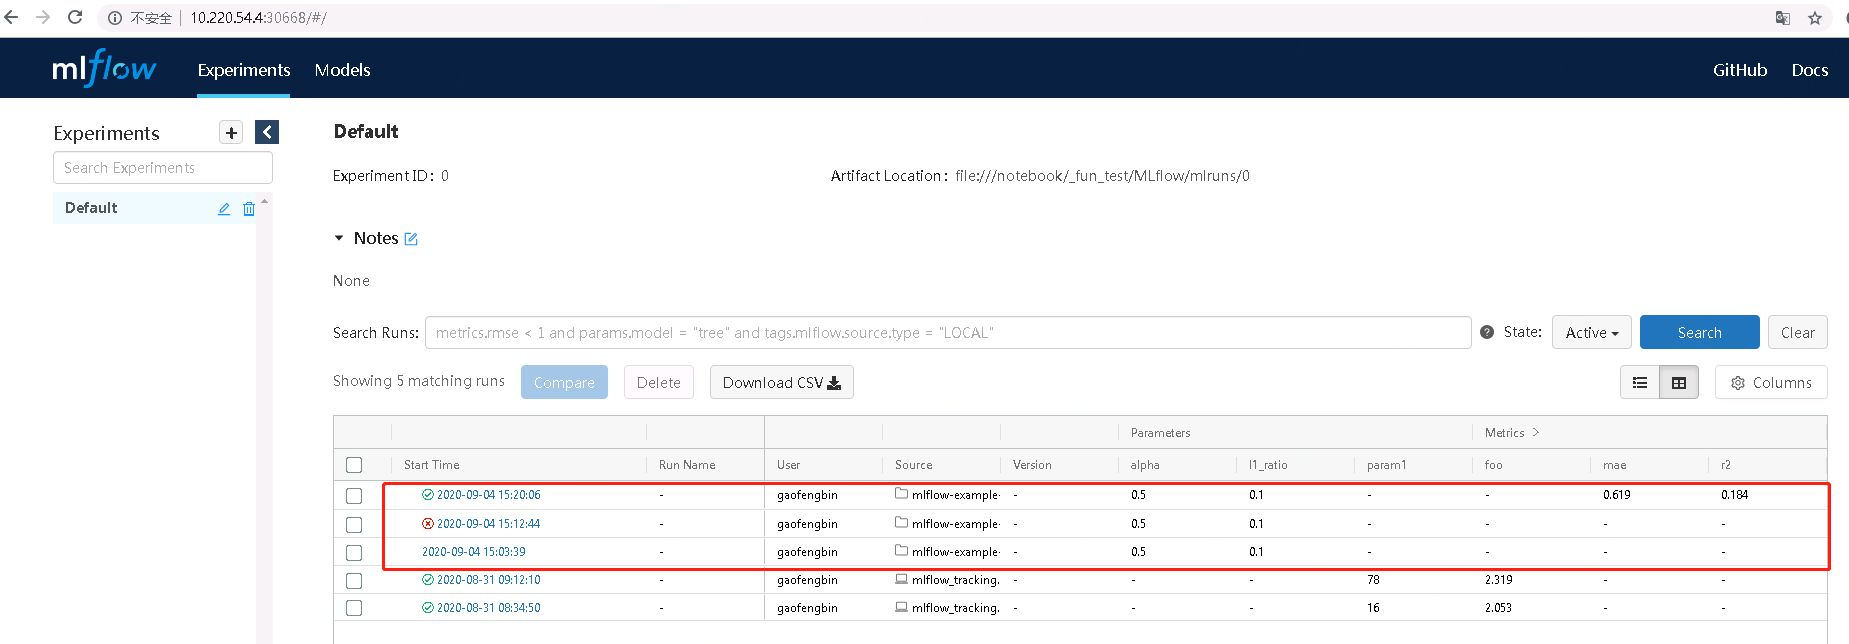 不安全 10.220.54.4:30668/#/
mlflow Experiments Models GitHub Docs
Experiments
Search Experiments
Default
Default
Experiment ID: 0 Artifact Location: file:///notebook/_fun_test/MLflow/mlruns/0
Notes
None
Search Runs: metrics.rmse < 1 and params.model = "tree" and tags.mlflow.source.type = "LOCAL" State: Active Search Clear
Showing 5 matching runs Compare Delete Download CSV Columns
Parameters Metrics >
Start Time Run Name User Source Version alpha l1_ratio param1 foo mae r2
2020-09-04 15:20:06 - gaofengbin mlflow-example- - 0.5 0.1 - - 0.619 0.184
2020-09-04 15:12:44 - gaofengbin mlflow-example- - 0.5 0.1 - - - -
2020-09-04 15:03:39 - gaofengbin mlflow-example- - 0.5 0.1 - - - -
2020-08-31 09:12:10 - gaofengbin mlflow_tracking. - - - 78 2.319 - -
2020-08-31 08:34:50 - gaofengbin mlflow_tracking. - - - 16 2.053 - -